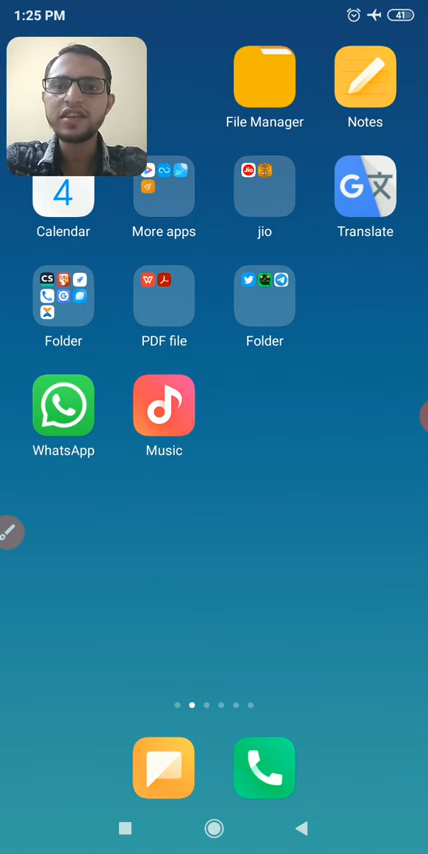 1:25 PM
41
File Manager
Notes
4
Calendar
More apps
jio
Jio
G
Translate
CS
Folder
PDF file
Folder
WhatsApp
Music